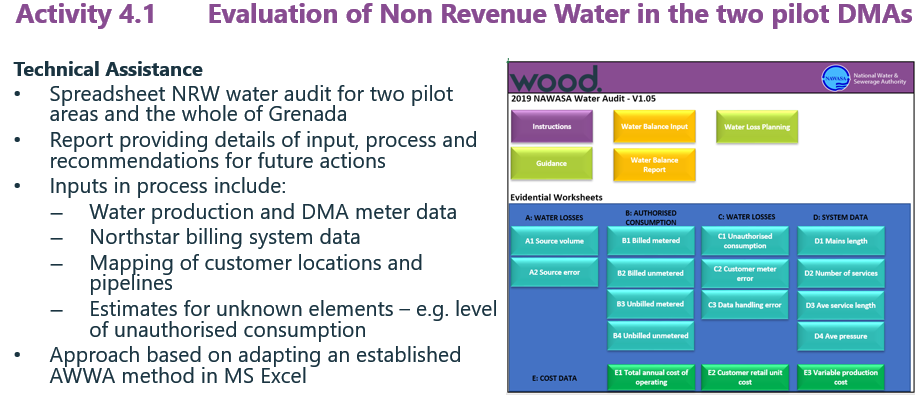 Activity 4.1 Evaluation of Non Revenue Water in the two pilot DMAs
Technical Assistance
• Spreadsheet NRW water audit for two pilot
areas and the whole of Grenada
• Report providing details of input, process and
recommendations for future actions
• Inputs in process include:
– Water production and DMA meter data
– Northstar billing system data
– Mapping of customer locations and
pipelines
– Estimates for unknown elements – e.g. level
of unauthorised consumption
• Approach based on adapting an established
AWWA method in MS Excel
wood.
NAWASA
National Water &
Sewerage Authority
2019 NAWASA Water Audit - V1.05
Instructions
Water Balance Input
Water Loss Planning
Guidance
Water Balance
Report
Evidential Worksheets
A: WATER LOSSES
B: AUTHORISED
CONSUMPTION
C: WATER LOSSES
D: SYSTEM DATA
A1 Source volume
B1 Billed metered
C1 Unauthorised
consumption
D1 Mains length
A2 Source error
B2 Billed unmetered
C2 Customer meter
error
D2 Number of services
B3 Unbilled metered
C3 Data handling error
D3 Ave service length
B4 Unbilled unmetered
D4 Ave pressure
E: COST DATA
E1 Total annual cost of
operating
E2 Customer retail unit
cost
E3 Variable production
cost